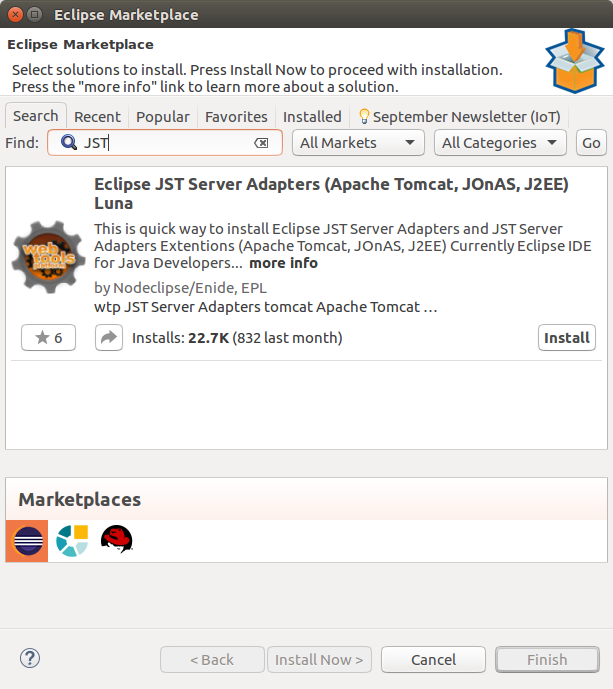 Eclipse Marketplace
Eclipse Marketplace
Select solutions to install. Press Install Now to proceed with installation.
Press the "more info" link to learn more about a solution.
Search Recent Popular Favorites Installed September Newsletter (IoT)
Find: JST All Markets All Categories Go
Eclipse JST Server Adapters (Apache Tomcat, JOnAS, J2EE)
Luna
This is quick way to install Eclipse JST Server Adapters and JST Server
Adapters Extentions (Apache Tomcat, JOnAS, J2EE) Currently Eclipse IDE
for Java Developers... more info
web
tools
by Nodeclipse/Enide, EPL
wtp JST Server Adapters tomcat Apache Tomcat …
6 Installs: 22.7K (832 last month) Install
Marketplaces
? < Back Install Now > Cancel Finish